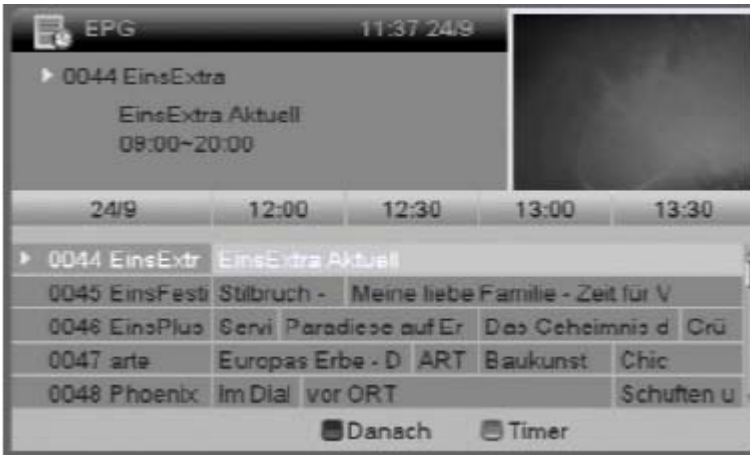 EPG 11:37 24/9
0044 EinsExtra
EinsExtra Aktuell
09:00~20:00
24/9 12:00 12:30 13:00 13:30
0044 EinsExtr EinsExtra Aktuell
0045 EinsFesti Stilbruch - Meine liebe Familie - Zeit für V
0046 EinsPlus Servi Paradiese auf Er Das Geheimnis d Grü
0047 arte Europas Erbe - D ART Baukunst Chic
0048 Phoenix Im Dial vor ORT Schuften u
Danach Timer